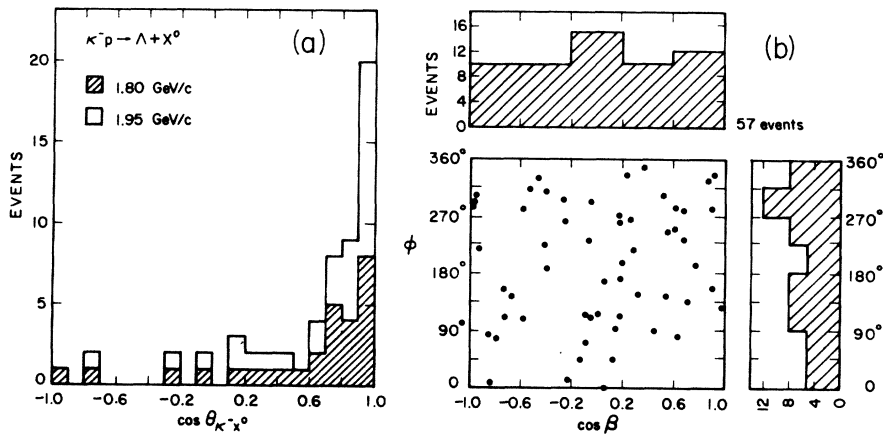 (a)
κ⁻p → Λ + X⁰
1.80 GeV/c
1.95 GeV/c
EVENTS
20
15
10
5
0
-1.0 -0.6 -0.2 0.2 0.6 1.0
cos θκ⁻x⁰
(b)
EVENTS
16
12
8
4
0
57 events
ϕ
360°
270°
180°
90°
0
-1.0 -0.6 -0.2 0.2 0.6 1.0
cos β
360°
270°
180°
90°
0
12 8 4 0